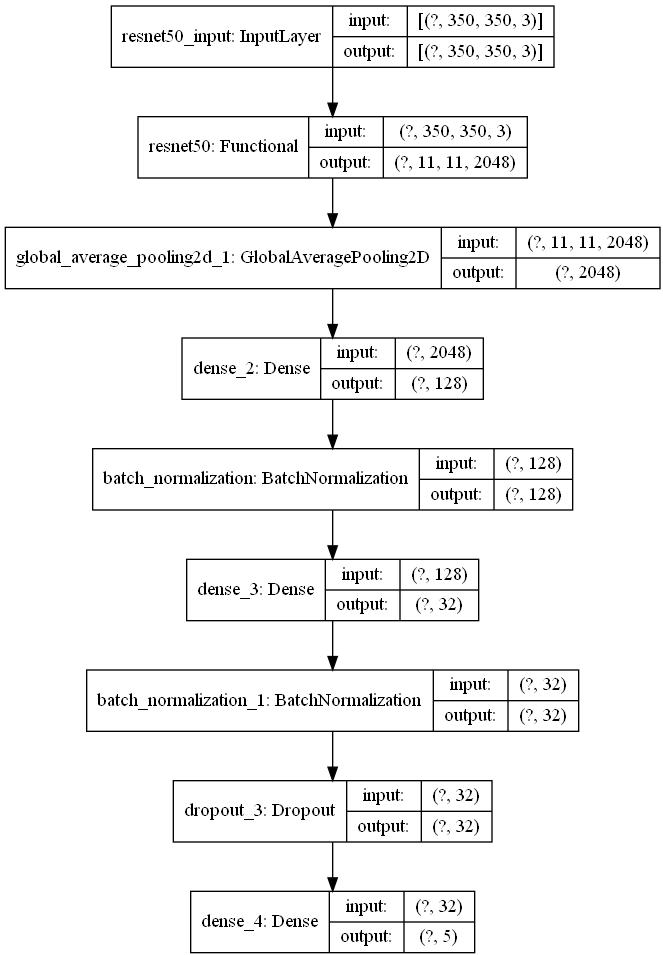 resnet50_input: InputLayer
input:
[(?, 350, 350, 3)]
output:
[(?, 350, 350, 3)]
resnet50: Functional
input:
(?, 350, 350, 3)
output:
(?, 11, 11, 2048)
global_average_pooling2d_1: GlobalAveragePooling2D
input:
(?, 11, 11, 2048)
output:
(?, 2048)
dense_2: Dense
input:
(?, 2048)
output:
(?, 128)
batch_normalization: BatchNormalization
input:
(?, 128)
output:
(?, 128)
dense_3: Dense
input:
(?, 128)
output:
(?, 32)
batch_normalization_1: BatchNormalization
input:
(?, 32)
output:
(?, 32)
dropout_3: Dropout
input:
(?, 32)
output:
(?, 32)
dense_4: Dense
input:
(?, 32)
output:
(?, 5)